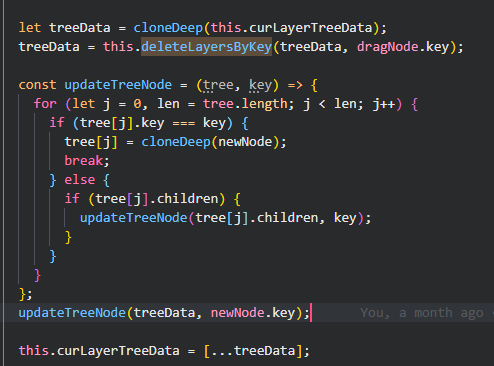 let treeData = cloneDeep(this.curLayerTreeData);
treeData = this.deleteLayersByKey(treeData, dragNode.key);
const updateTreeNode = (tree, key) => {
for (let j = 0, len = tree.length; j < len; j++) {
if (tree[j].key === key) {
tree[j] = cloneDeep(newNode);
break;
} else {
if (tree[j].children) {
updateTreeNode(tree[j].children, key);
}
}
}
};
updateTreeNode(treeData, newNode.key); You, a month ago
this.curLayerTreeData = [...treeData];